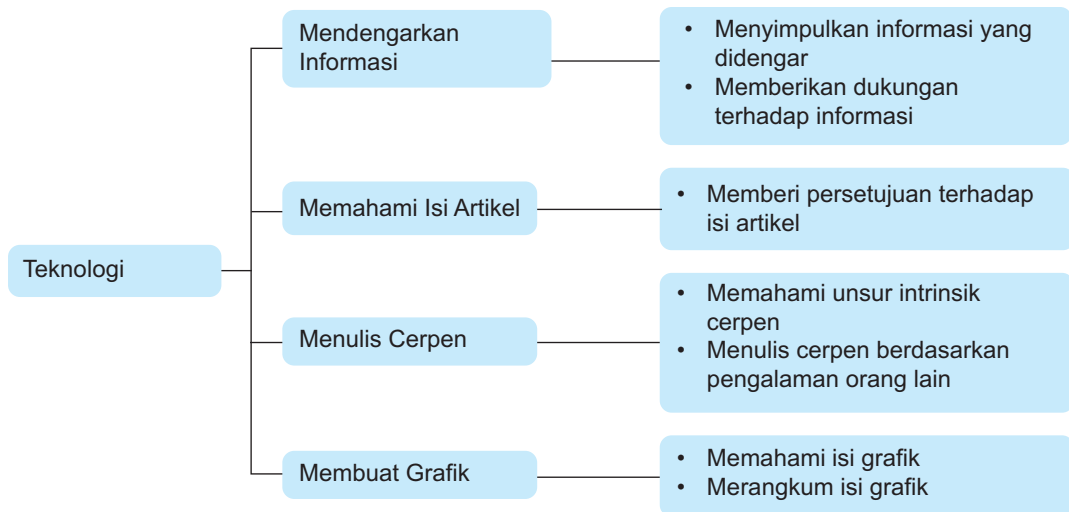 Teknologi
Mendengarkan
Informasi
• Menyimpulkan informasi yang
didengar
• Memberikan dukungan
terhadap informasi
Memahami Isi Artikel
• Memberi persetujuan terhadap
isi artikel
Menulis Cerpen
• Memahami unsur intrinsik
cerpen
• Menulis cerpen berdasarkan
pengalaman orang lain
Membuat Grafik
• Memahami isi grafik
• Merangkum isi grafik